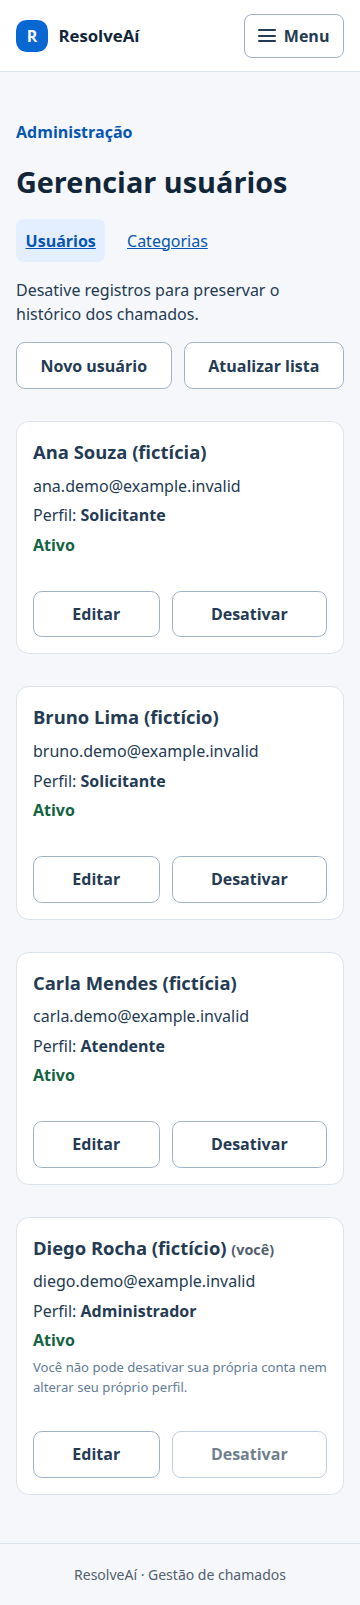 R ResolveAí Menu
Administração
Gerenciar usuários
Usuários Categorias
Desative registros para preservar o
histórico dos chamados.
Novo usuário Atualizar lista
Ana Souza (fictícia)
ana.demo@example.invalid
Perfil: Solicitante
Ativo
Editar Desativar
Bruno Lima (fictício)
bruno.demo@example.invalid
Perfil: Solicitante
Ativo
Editar Desativar
Carla Mendes (fictícia)
carla.demo@example.invalid
Perfil: Atendente
Ativo
Editar Desativar
Diego Rocha (fictício) (você)
diego.demo@example.invalid
Perfil: Administrador
Ativo
Você não pode desativar sua própria conta nem
alterar seu próprio perfil.
Editar Desativar
ResolveAí · Gestão de chamados